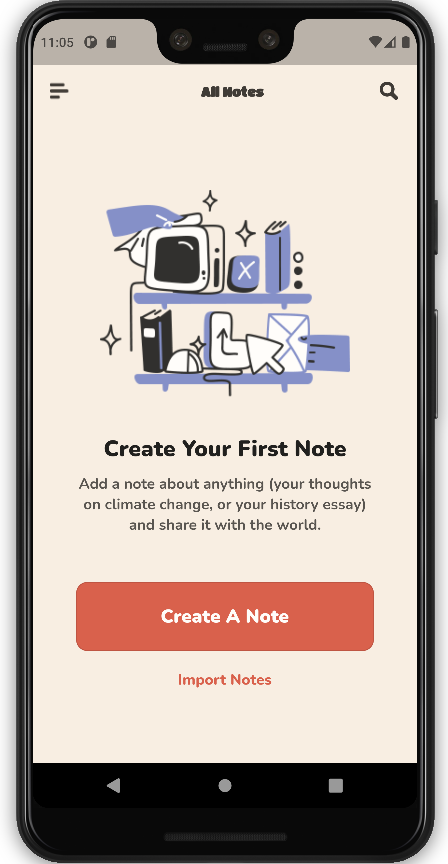 11:05
All Notes
X
Create Your First Note
Add a note about anything (your thoughts
on climate change, or your history essay)
and share it with the world.
Create A Note
Import Notes